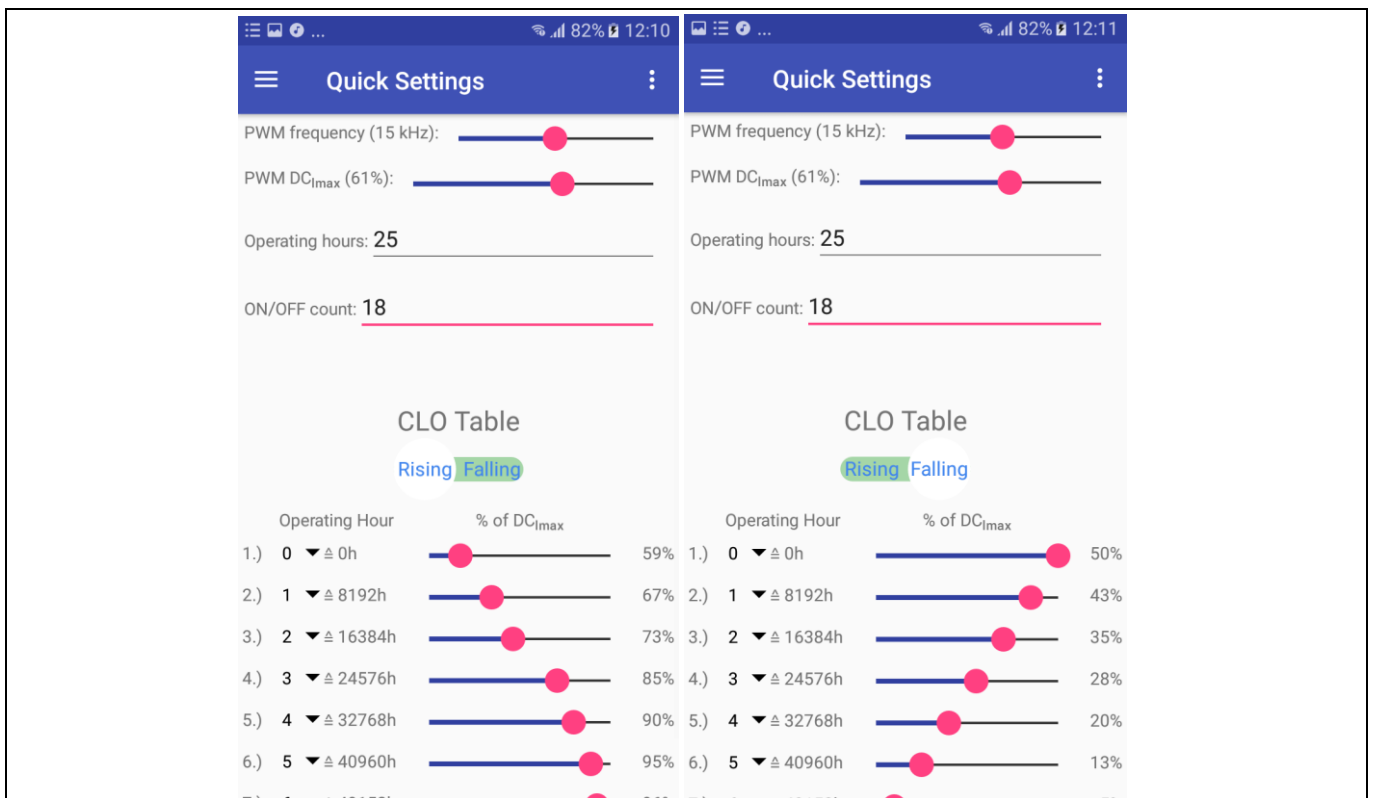 ... 82% 12:10
Quick Settings
PWM frequency (15 kHz):
PWM DCImax (61%):
Operating hours: 25
ON/OFF count: 18
CLO Table
Rising Falling
Operating Hour % of DCImax
1.) 0 ≙ 0h 59%
2.) 1 ≙ 8192h 67%
3.) 2 ≙ 16384h 73%
4.) 3 ≙ 24576h 85%
5.) 4 ≙ 32768h 90%
6.) 5 ≙ 40960h 95%
... 82% 12:11
Quick Settings
PWM frequency (15 kHz):
PWM DCImax (61%):
Operating hours: 25
ON/OFF count: 18
CLO Table
Rising Falling
Operating Hour % of DCImax
1.) 0 ≙ 0h 50%
2.) 1 ≙ 8192h 43%
3.) 2 ≙ 16384h 35%
4.) 3 ≙ 24576h 28%
5.) 4 ≙ 32768h 20%
6.) 5 ≙ 40960h 13%